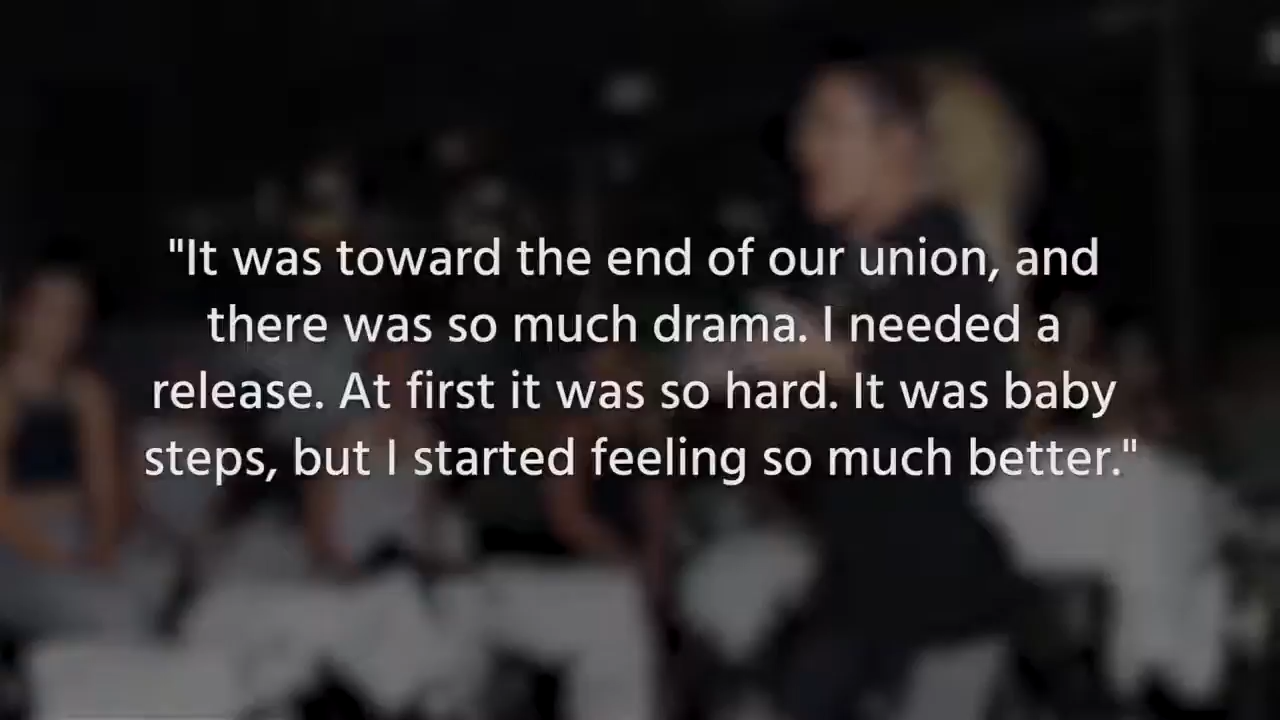 "It was toward the end of our union, and
there was so much drama. I needed a
release. At first it was so hard. It was baby
steps, but I started feeling so much better."